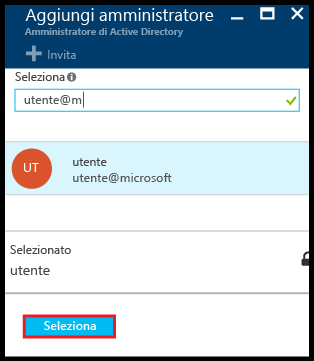 Aggiungi amministratore
Amministratore di Active Directory
Invita
Seleziona
utente@m
UT
utente
utente@microsoft
Selezionato
utente
Seleziona